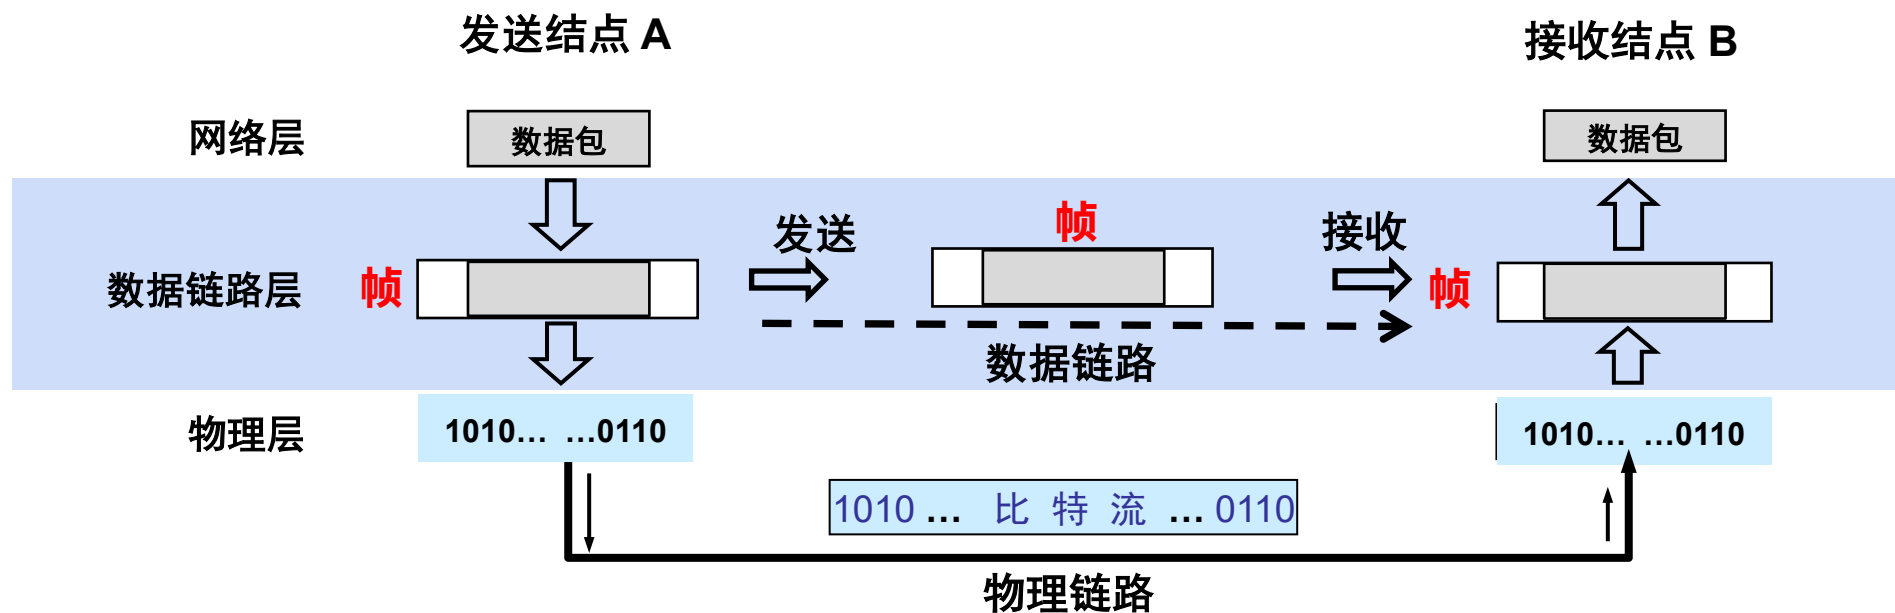 发送结点 A
接收结点 B
网络层
数据包
数据包
发送
帧
接收
数据链路层
帧
帧
数据链路
物理层
1010… …0110
1010… …0110
1010 … 比 特 流 … 0110
物理链路